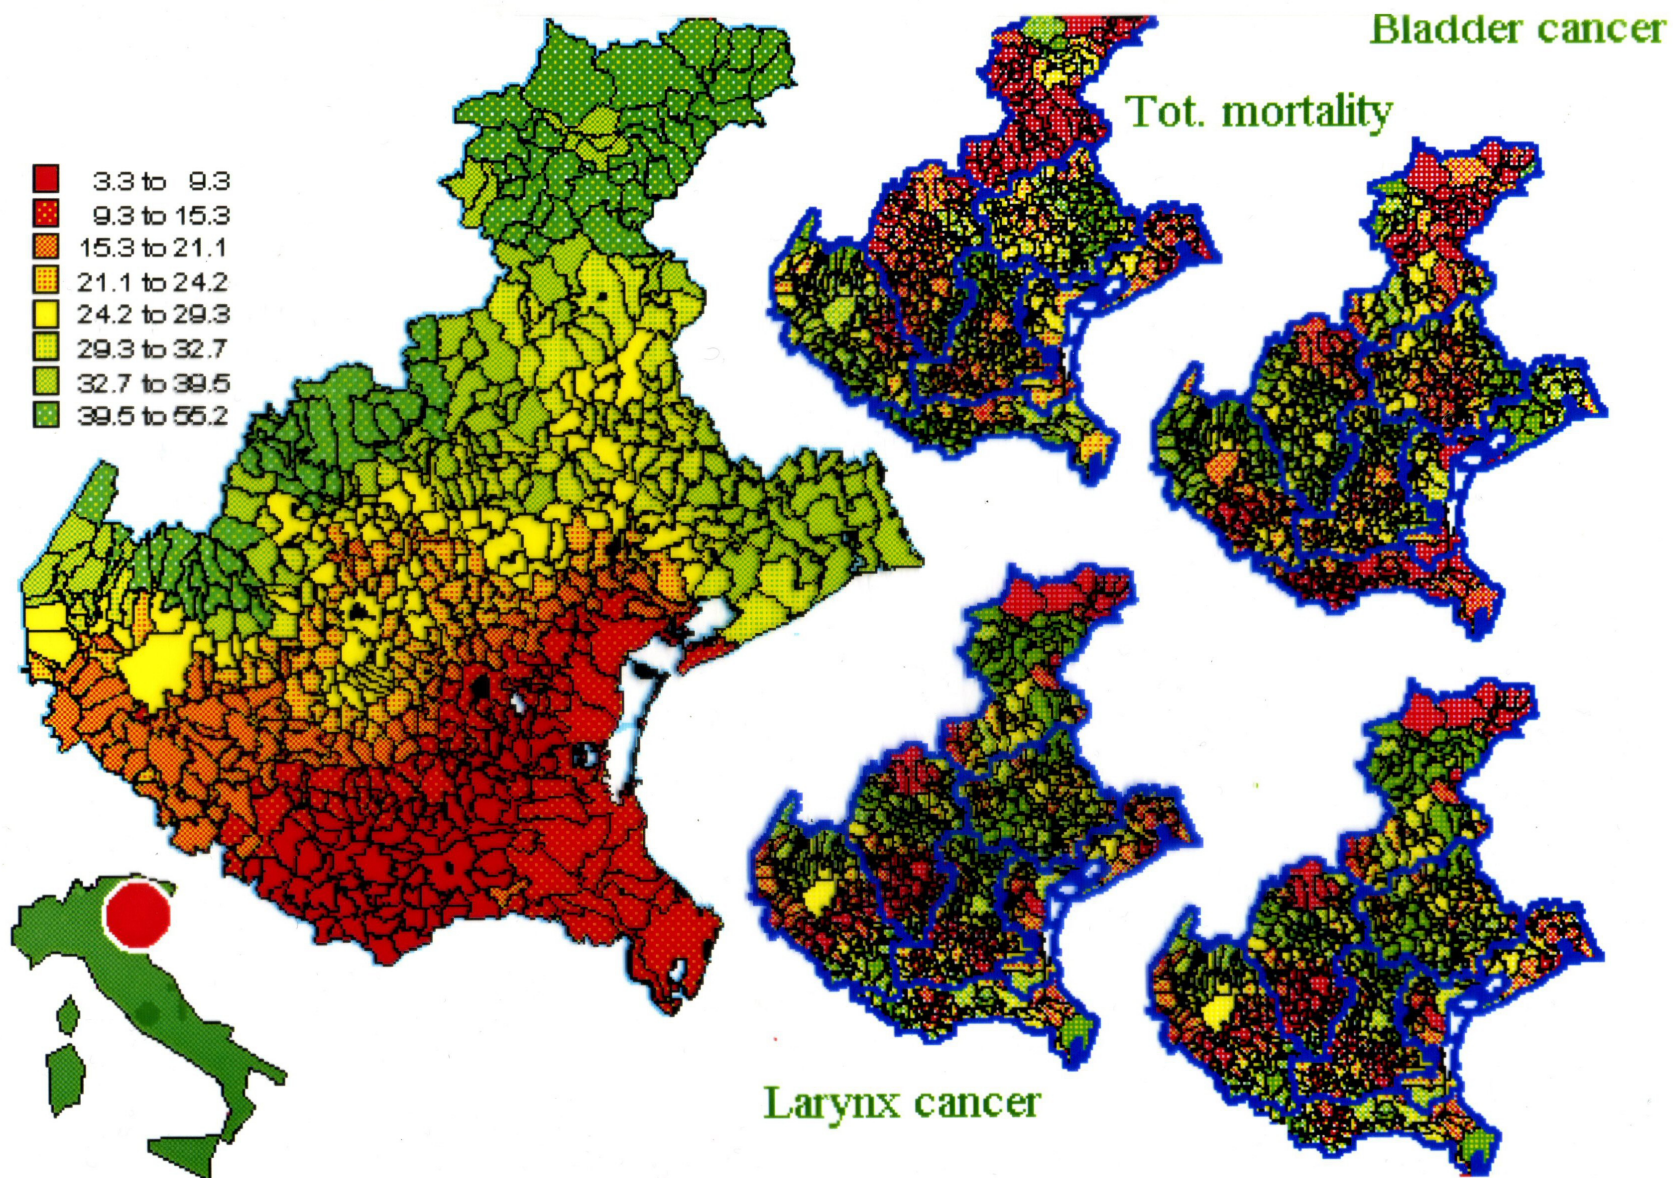 Bladder cancer
Tot. mortality
3.3 to 9.3
9.3 to 15.3
15.3 to 21.1
21.1 to 24.2
24.2 to 29.3
29.3 to 32.7
32.7 to 39.5
39.5 to 55.2
Larynx cancer